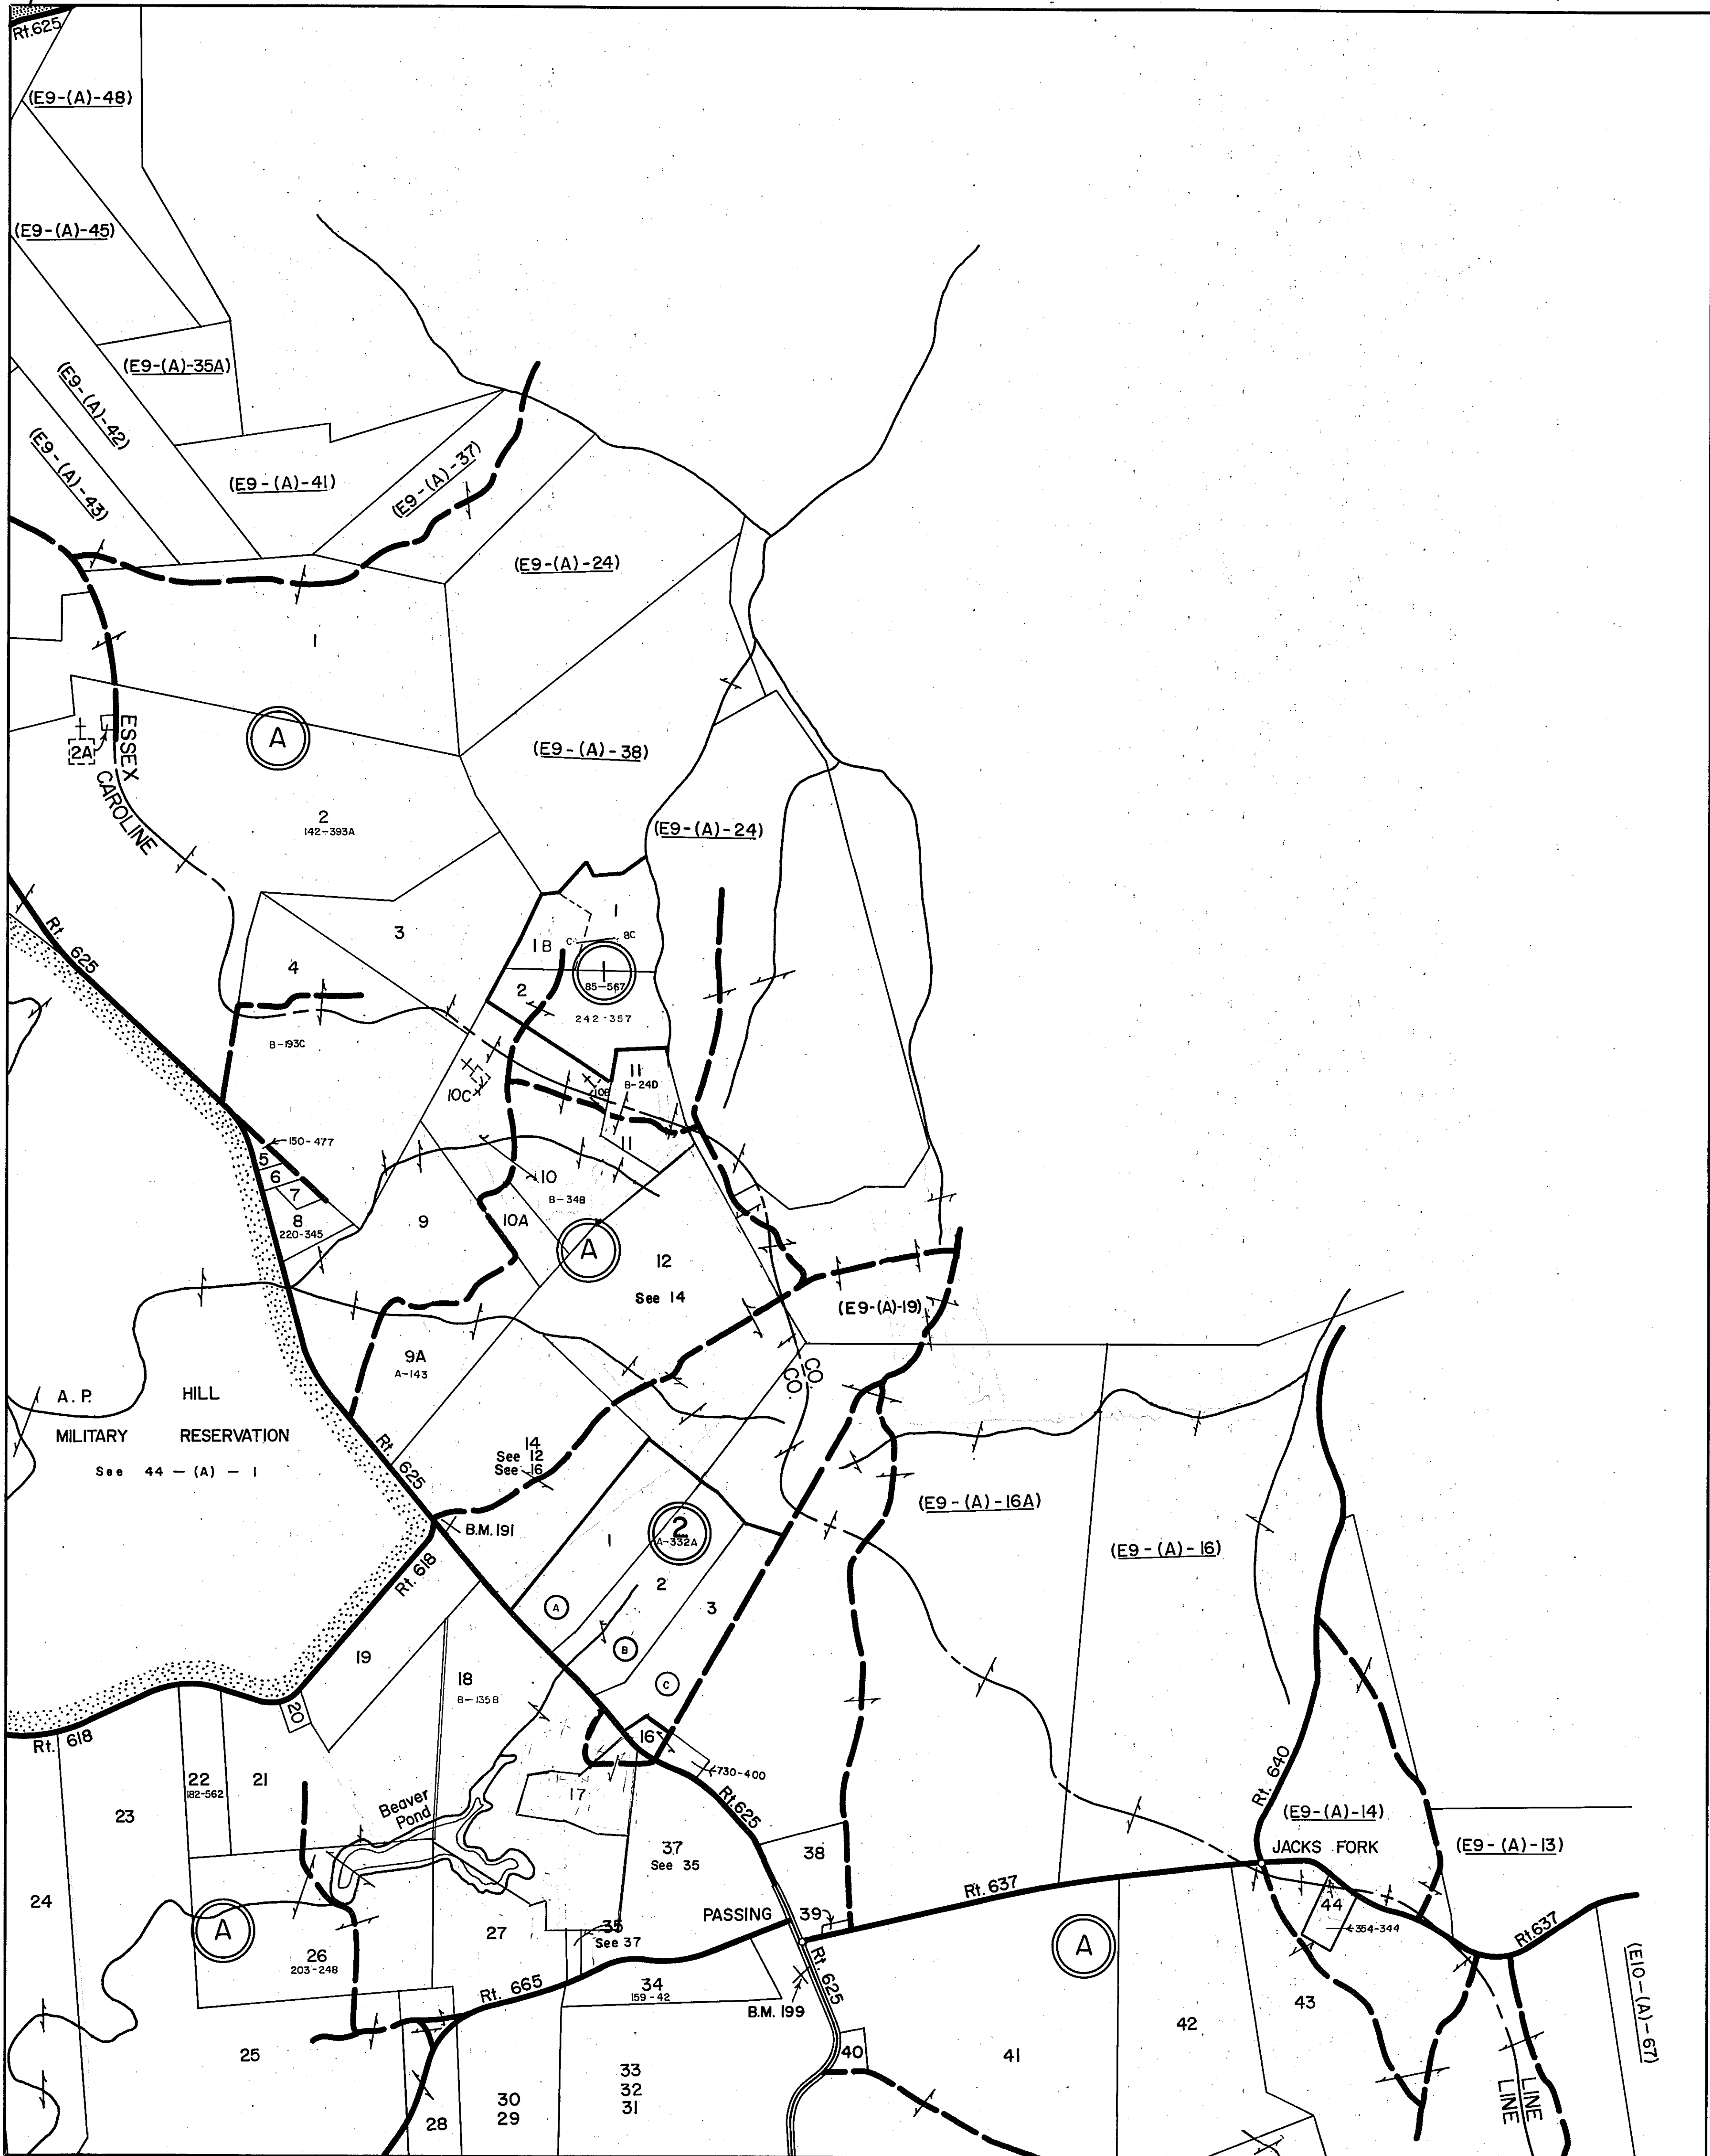 Rt.625
(E9-(A)-48)
(E9-(A)-45)
(E9-(A)-35A)
(E9-(A)-42)
(E9-(A)-43)
(E9-(A)-41)
(E9-(A)-37)
(E9-(A)-24)
1
A
2A
ESSEX
CAROLINE
(E9-(A)-38)
2
142-393A
(E9-(A)-24)
Rt. 625
3
4
1
1B
C
8C
1
85-567
2
242-357
B-193C
10C
10B
11
B-24D
11
150-477
5
6
7
8
220-345
9
10
B-348
10A
A
12
See 14
(E9-(A)-19)
CO.
CO.
9A
A-143
A. P. HILL
MILITARY RESERVATION
See 44-(A)-1
Rt. 625
14
See 12
See 16
B.M. 191
Rt. 618
1
2
A-332A
2
3
A
B
C
(E9-(A)-16A)
(E9-(A)-16)
19
18
B-135B
20
Rt. 618
16
730-400
Rt.625
22
182-562
21
23
Beaver
Pond
17
37
See 35
38
Rt. 640
(E9-(A)-14)
JACKS FORK
(E9-(A)-13)
24
A
26
203-248
27
35
See 37
PASSING
39
Rt. 637
44
354-344
Rt.637
A
Rt. 665
34
159-42
Rt. 625
B.M. 199
43
42
41
40
(E10-(A)-67)
25
28
30
29
33
32
31
LINE
LINE